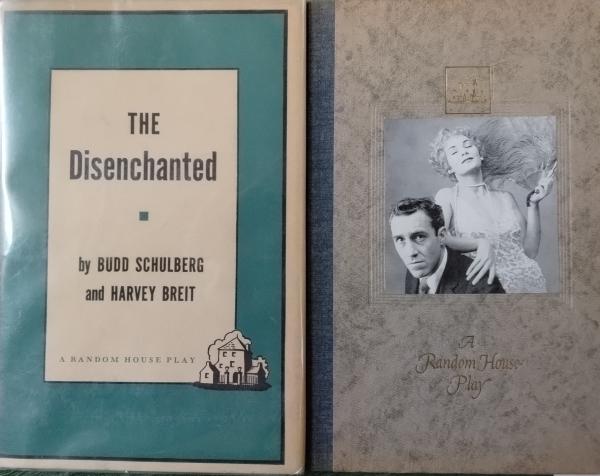 THE
Disenchanted
by BUDD SCHULBERG
and HARVEY BREIT
A RANDOM HOUSE PLAY
A
Random House
Play